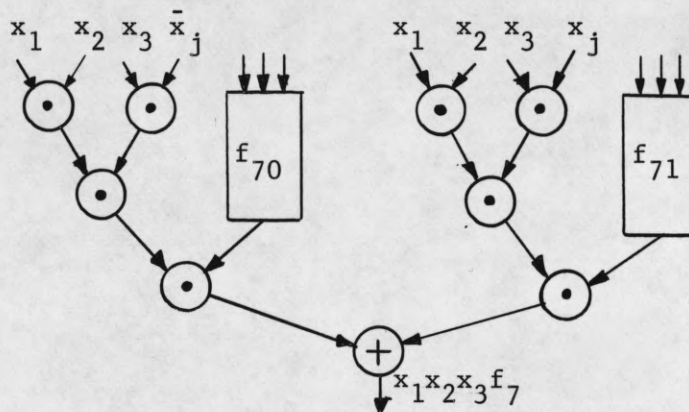 x₁ x₂ x₃ x̄ⱼ x₁ x₂ x₃ xⱼ
f₇₀ f₇₁
x₁x₂x₃f₇